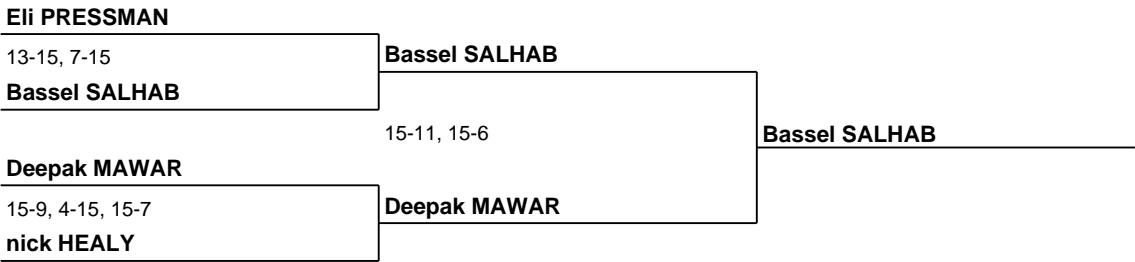 Eli PRESSMAN
13-15, 7-15
Bassel SALHAB
Bassel SALHAB
15-11, 15-6
Bassel SALHAB
Deepak MAWAR
15-9, 4-15, 15-7
Deepak MAWAR
nick HEALY